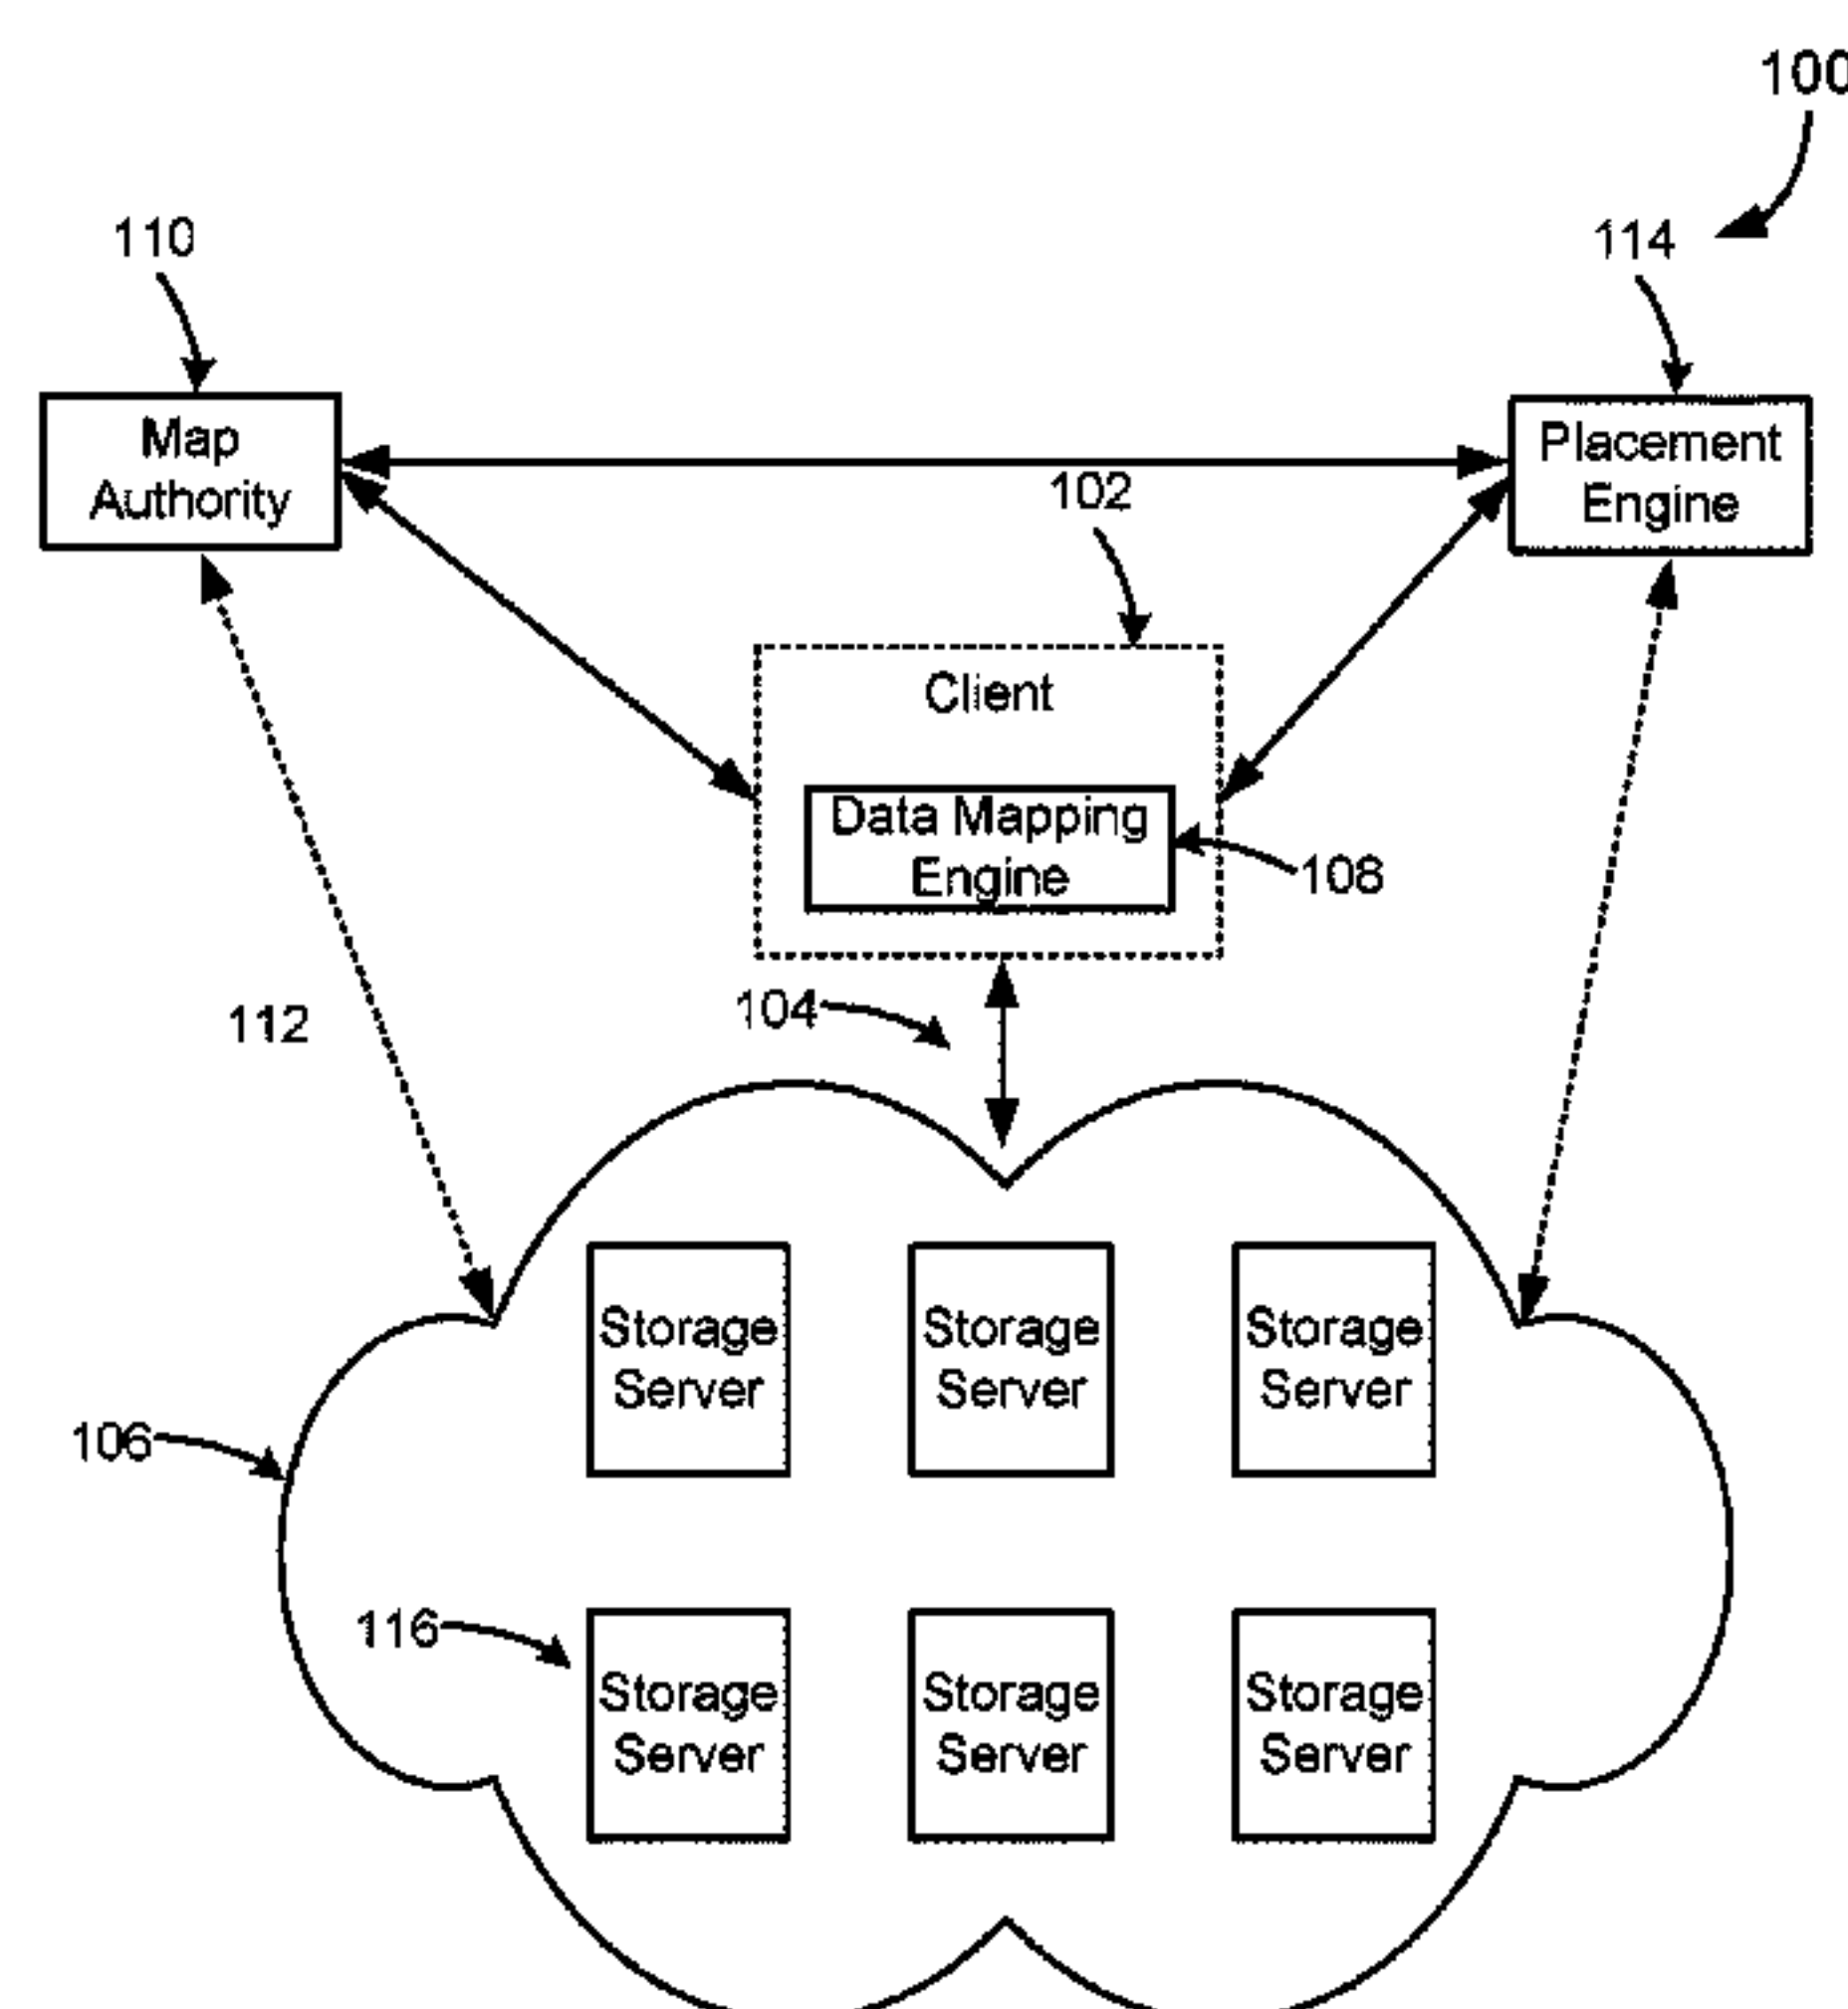 100
110
114
Map
Authority
Placement
Engine
102
Client
Data Mapping
Engine
108
104
112
Storage
Server
Storage
Server
Storage
Server
106
116
Storage
Server
Storage
Server
Storage
Server